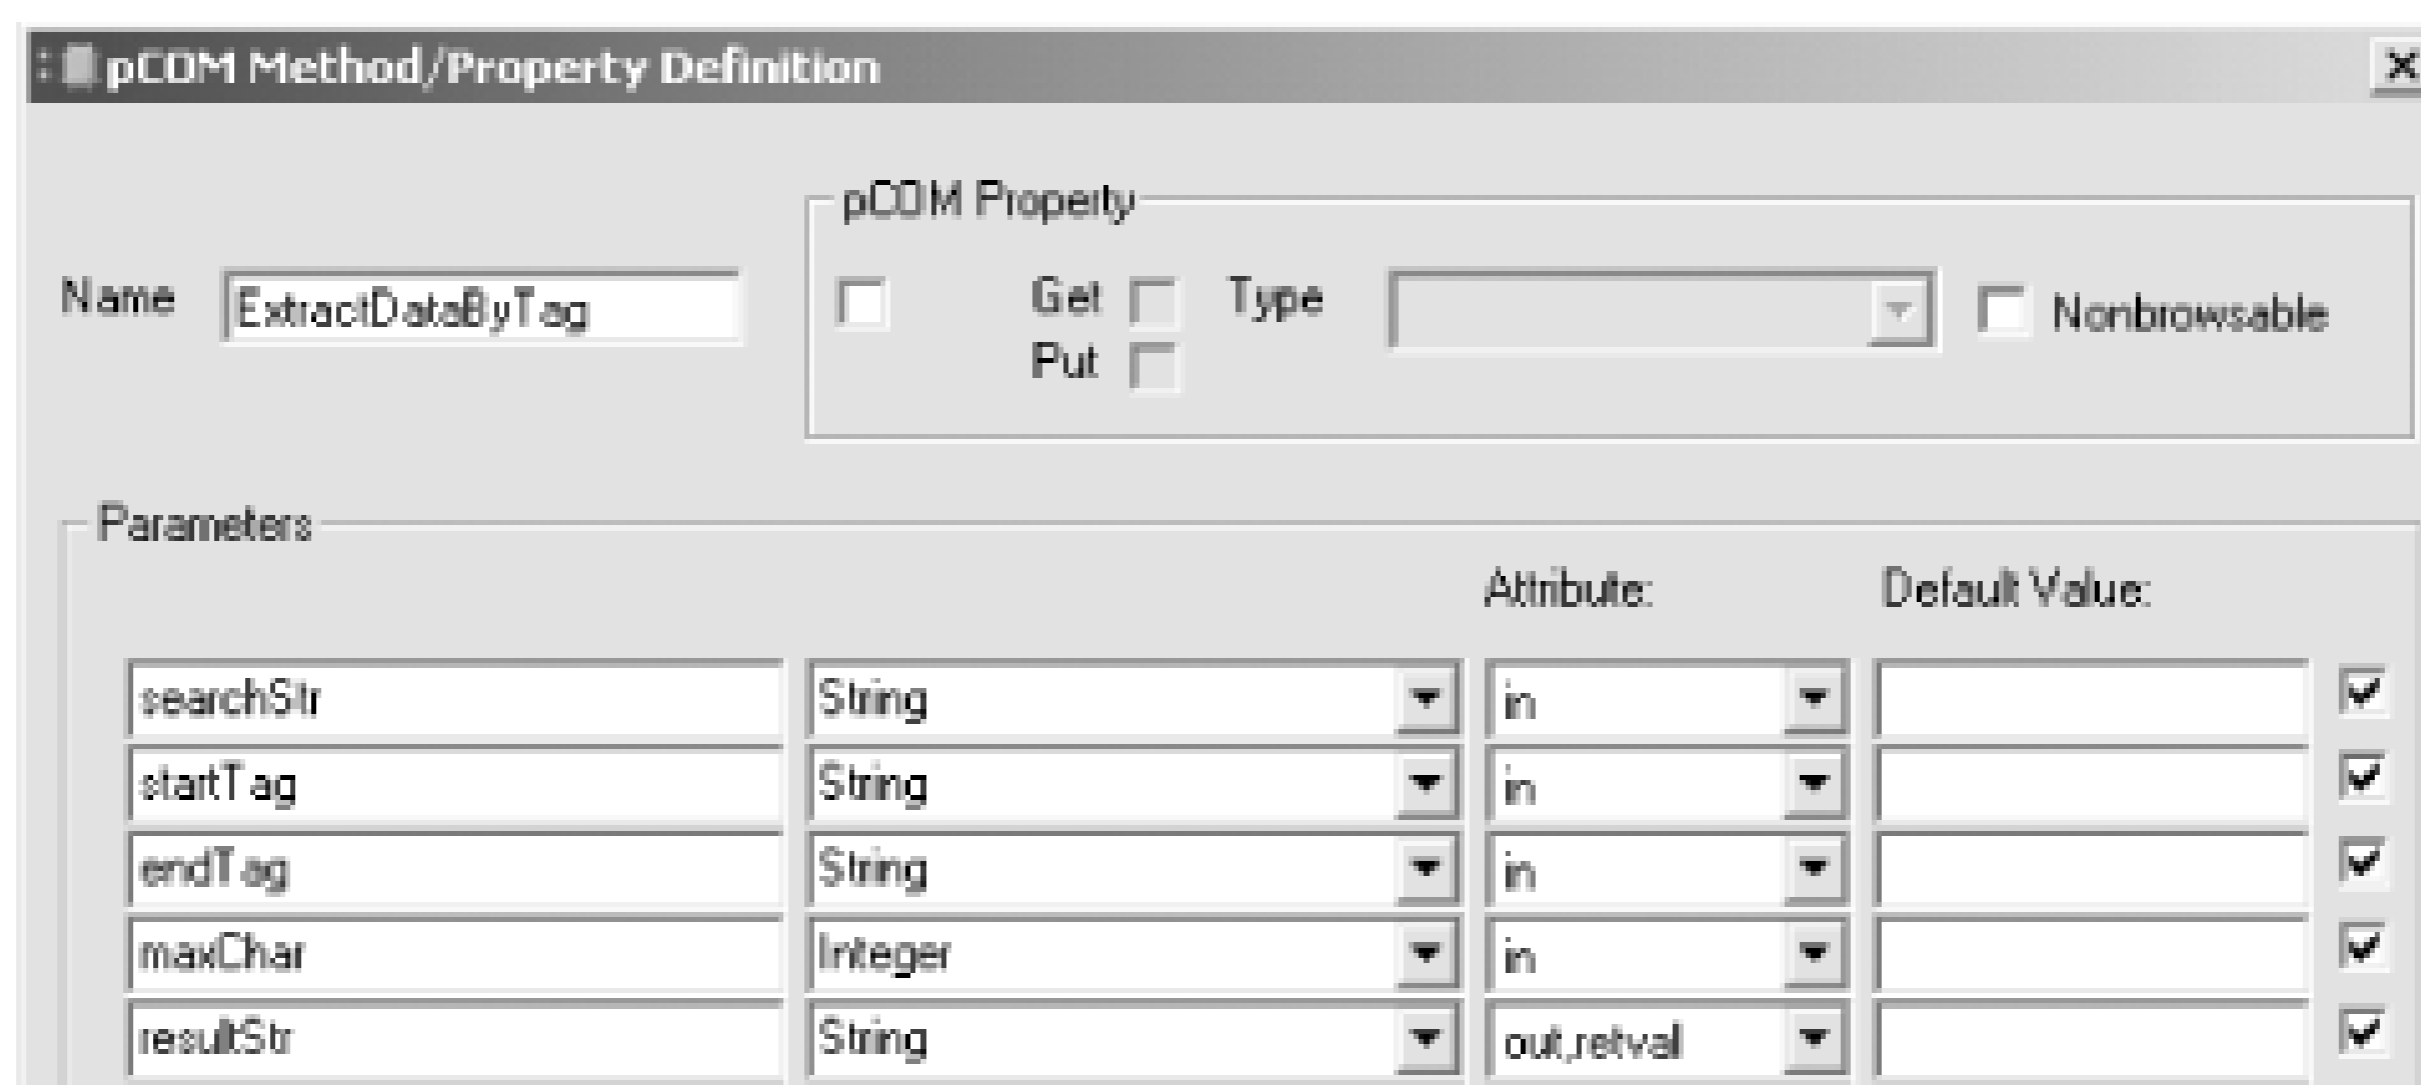 pCOM Method/Property Definition
pCOM Property
Name ExtractDataByTag Get Type Nonbrowsable
Put
Parameters
Attribute: Default Value:
searchStr String in
startTag String in
endTag String in
maxChar Integer in
resultStr String out,retval